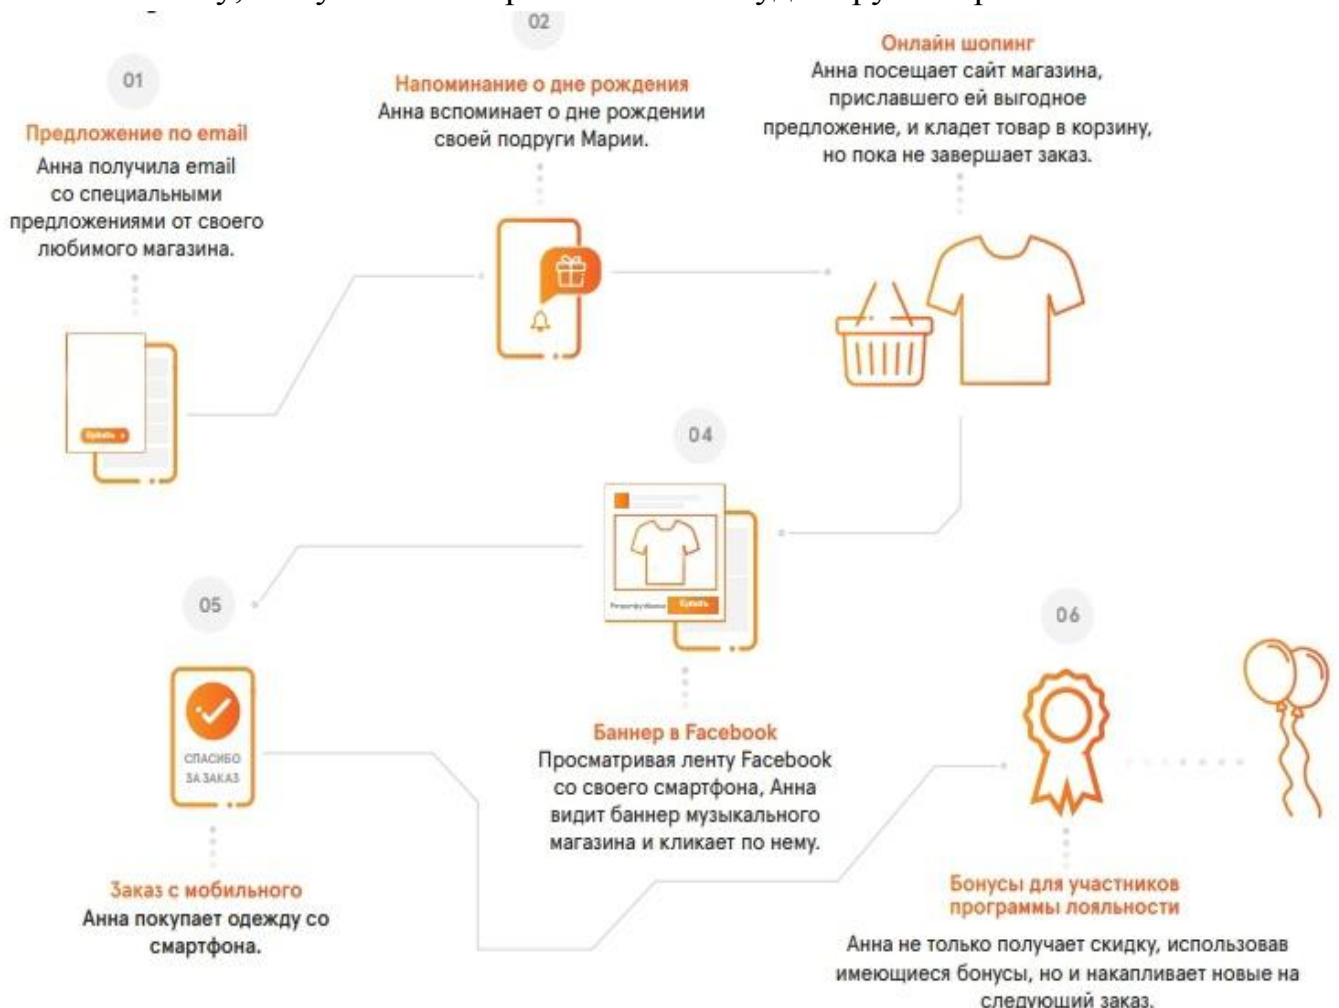 01
Предложение по email
Анна получила email
со специальными
предложениями от своего
любимого магазина.
Купить
02
Напоминание о дне рождения
Анна вспоминает о дне рождении
своей подруги Марии.
Онлайн шопинг
Анна посещает сайт магазина,
приславшего ей выгодное
предложение, и кладет товар в корзину,
но пока не завершает заказ.
04
Купить
Баннер в Facebook
Просматривая ленту Facebook
со своего смартфона, Анна
видит баннер музыкального
магазина и кликает по нему.
05
СПАСИБО
ЗА ЗАКАЗ
Заказ с мобильного
Анна покупает одежду со
смартфона.
06
Бонусы для участников
программы лояльности
Анна не только получает скидку, использовав
имеющиеся бонусы, но и накапливает новые на
следующий заказ.